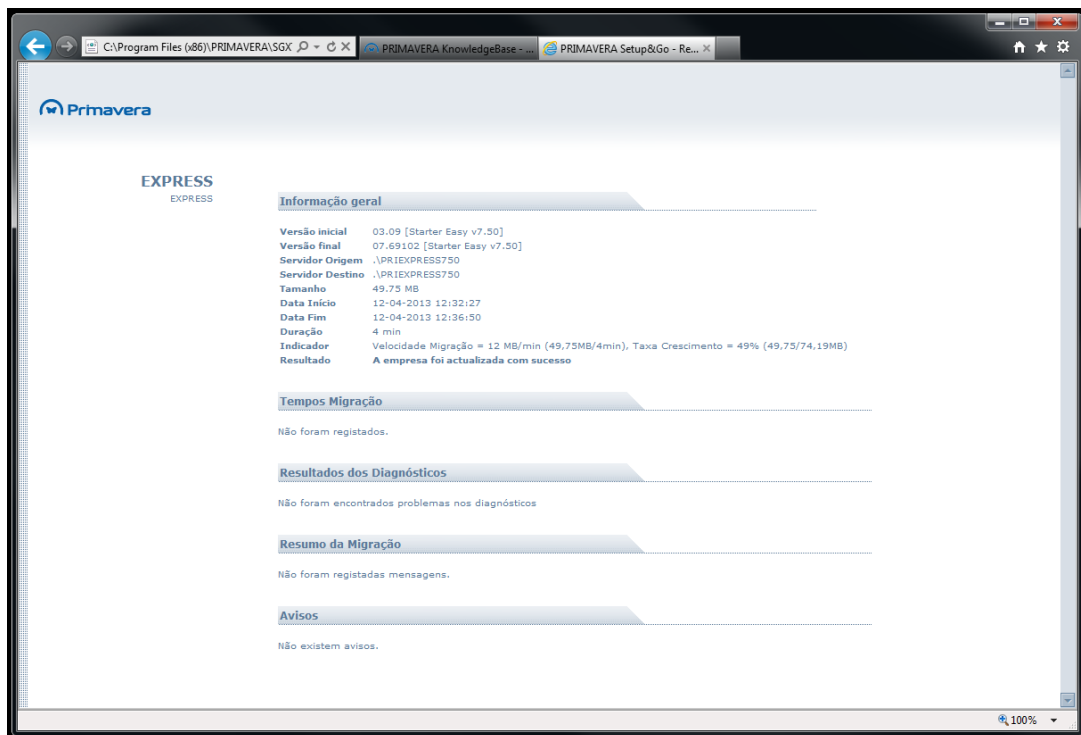 C:\Program Files (x86)\PRIMAVERA\SGX
PRIMAVERA KnowledgeBase - ...
PRIMAVERA Setup&Go - Re...
Primavera
EXPRESS
EXPRESS
Informação geral
Versão inicial 03.09 [Starter Easy v7.50]
Versão final 07.69102 [Starter Easy v7.50]
Servidor Origem .\PRIEXPRESS750
Servidor Destino .\PRIEXPRESS750
Tamanho 49.75 MB
Data Início 12-04-2013 12:32:27
Data Fim 12-04-2013 12:36:50
Duração 4 min
Indicador Velocidade Migração = 12 MB/min (49,75MB/4min), Taxa Crescimento = 49% (49,75/74,19MB)
Resultado A empresa foi actualizada com sucesso
Tempos Migração
Não foram registados.
Resultados dos Diagnósticos
Não foram encontrados problemas nos diagnósticos
Resumo da Migração
Não foram registadas mensagens.
Avisos
Não existem avisos.
100%